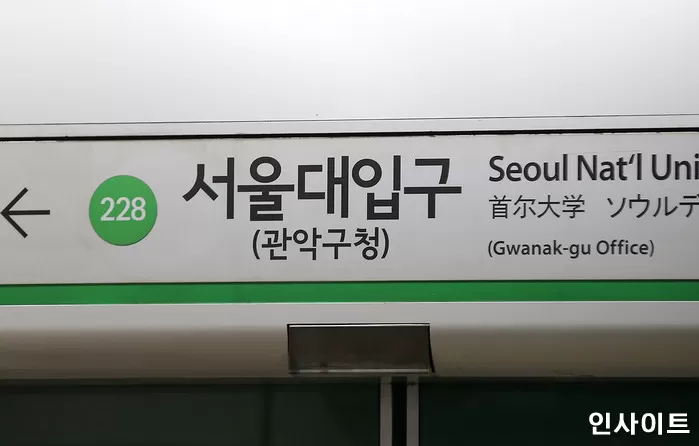 228
서울대입구
(관악구청)
Seoul Nat'l Uni
首尔大学 ソウルデ
(Gwanak-gu Office)
인사이트